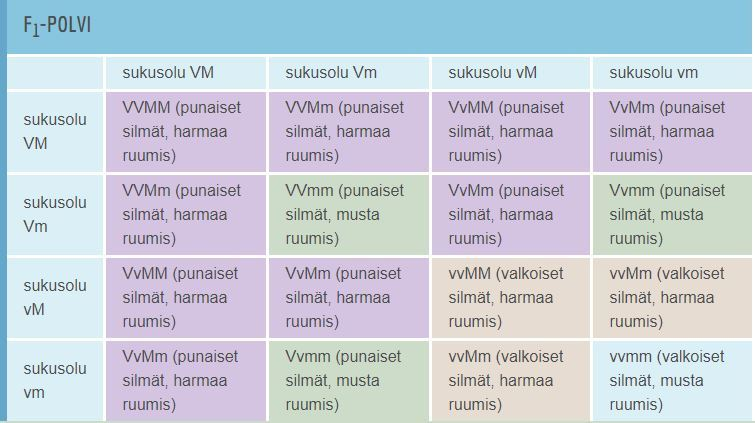 F1-POLVI
sukusolu VM
sukusolu Vm
sukusolu vM
sukusolu vm
sukusolu
VM
VVMM (punaiset
silmät, harmaa
ruumis)
VVMm (punaiset
silmät, harmaa
ruumis)
VvMm (punaiset
silmät, harmaa
ruumis)
VvMm (punaiset
silmät, harmaa
ruumis)
sukusolu
Vm
VVMm (punaiset
silmät, harmaa
ruumis)
VVmm (punaiset
silmät, musta
ruumis)
VvMm (punaiset
silmät, harmaa
ruumis)
Vvmm (punaiset
silmät, musta
ruumis)
sukusolu
vM
VvMM (punaiset
silmät, harmaa
ruumis)
VvMm (punaiset
silmät, harmaa
ruumis)
vvMM (valkoiset
silmät, harmaa
ruumis)
vvMm (valkoiset
silmät, harmaa
ruumis)
sukusolu
vm
VvMm (punaiset
silmät, harmaa
ruumis)
Vvmm (punaiset
silmät, musta
ruumis)
vvMm (valkoiset
silmät, harmaa
ruumis)
vvmm (valkoiset
silmät, musta
ruumis)